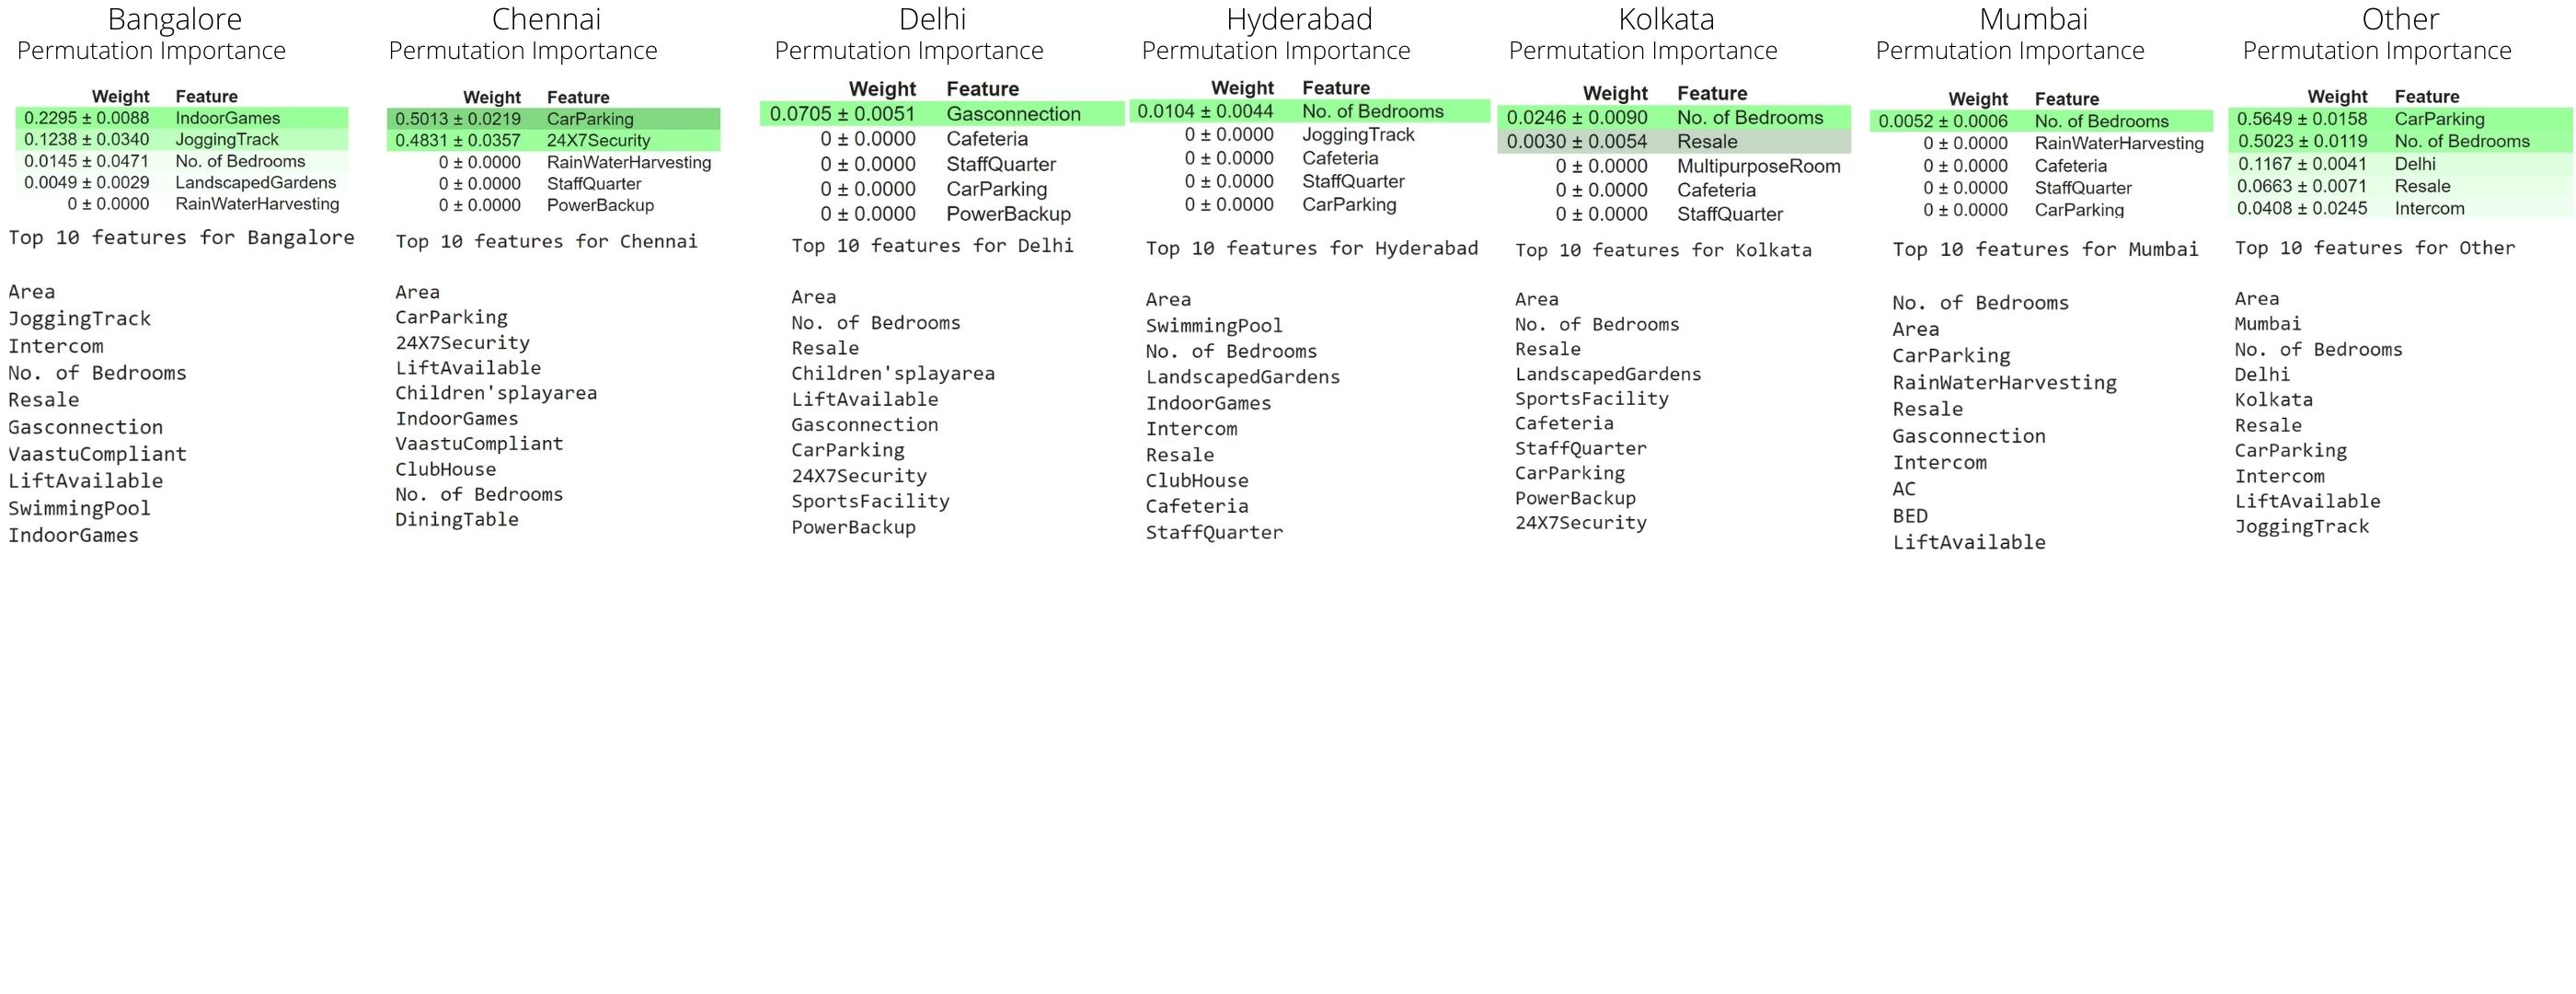 Bangalore
Permutation Importance
Weight Feature
0.2295 ± 0.0088 IndoorGames
0.1238 ± 0.0340 JoggingTrack
0.0145 ± 0.0471 No. of Bedrooms
0.0049 ± 0.0029 LandscapedGardens
0 ± 0.0000 RainWaterHarvesting
Top 10 features for Bangalore
Area
JoggingTrack
Intercom
No. of Bedrooms
Resale
Gasconnection
VaastuCompliant
LiftAvailable
SwimmingPool
IndoorGames
Chennai
Permutation Importance
Weight Feature
0.5013 ± 0.0219 CarParking
0.4831 ± 0.0357 24X7Security
0 ± 0.0000 RainWaterHarvesting
0 ± 0.0000 StaffQuarter
0 ± 0.0000 PowerBackup
Top 10 features for Chennai
Area
CarParking
24X7Security
LiftAvailable
Children'splayarea
IndoorGames
VaastuCompliant
ClubHouse
No. of Bedrooms
DiningTable
Delhi
Permutation Importance
Weight Feature
0.0705 ± 0.0051 Gasconnection
0 ± 0.0000 Cafeteria
0 ± 0.0000 StaffQuarter
0 ± 0.0000 CarParking
0 ± 0.0000 PowerBackup
Top 10 features for Delhi
Area
No. of Bedrooms
Resale
Children'splayarea
LiftAvailable
Gasconnection
CarParking
24X7Security
SportsFacility
PowerBackup
Hyderabad
Permutation Importance
Weight Feature
0.0104 ± 0.0044 No. of Bedrooms
0 ± 0.0000 JoggingTrack
0 ± 0.0000 Cafeteria
0 ± 0.0000 StaffQuarter
0 ± 0.0000 CarParking
Top 10 features for Hyderabad
Area
SwimmingPool
No. of Bedrooms
LandscapedGardens
IndoorGames
Intercom
Resale
ClubHouse
Cafeteria
StaffQuarter
Kolkata
Permutation Importance
Weight Feature
0.0246 ± 0.0090 No. of Bedrooms
0.0030 ± 0.0054 Resale
0 ± 0.0000 MultipurposeRoom
0 ± 0.0000 Cafeteria
0 ± 0.0000 StaffQuarter
Top 10 features for Kolkata
Area
No. of Bedrooms
Resale
LandscapedGardens
SportsFacility
Cafeteria
StaffQuarter
CarParking
PowerBackup
24X7Security
Mumbai
Permutation Importance
Weight Feature
0.0052 ± 0.0006 No. of Bedrooms
0 ± 0.0000 RainWaterHarvesting
0 ± 0.0000 Cafeteria
0 ± 0.0000 StaffQuarter
0 ± 0.0000 CarParking
Top 10 features for Mumbai
No. of Bedrooms
Area
CarParking
RainWaterHarvesting
Resale
Gasconnection
Intercom
AC
BED
LiftAvailable
Other
Permutation Importance
Weight Feature
0.5649 ± 0.0158 CarParking
0.5023 ± 0.0119 No. of Bedrooms
0.1167 ± 0.0041 Delhi
0.0663 ± 0.0071 Resale
0.0408 ± 0.0245 Intercom
Top 10 features for Other
Area
Mumbai
No. of Bedrooms
Delhi
Kolkata
Resale
CarParking
Intercom
LiftAvailable
JoggingTrack